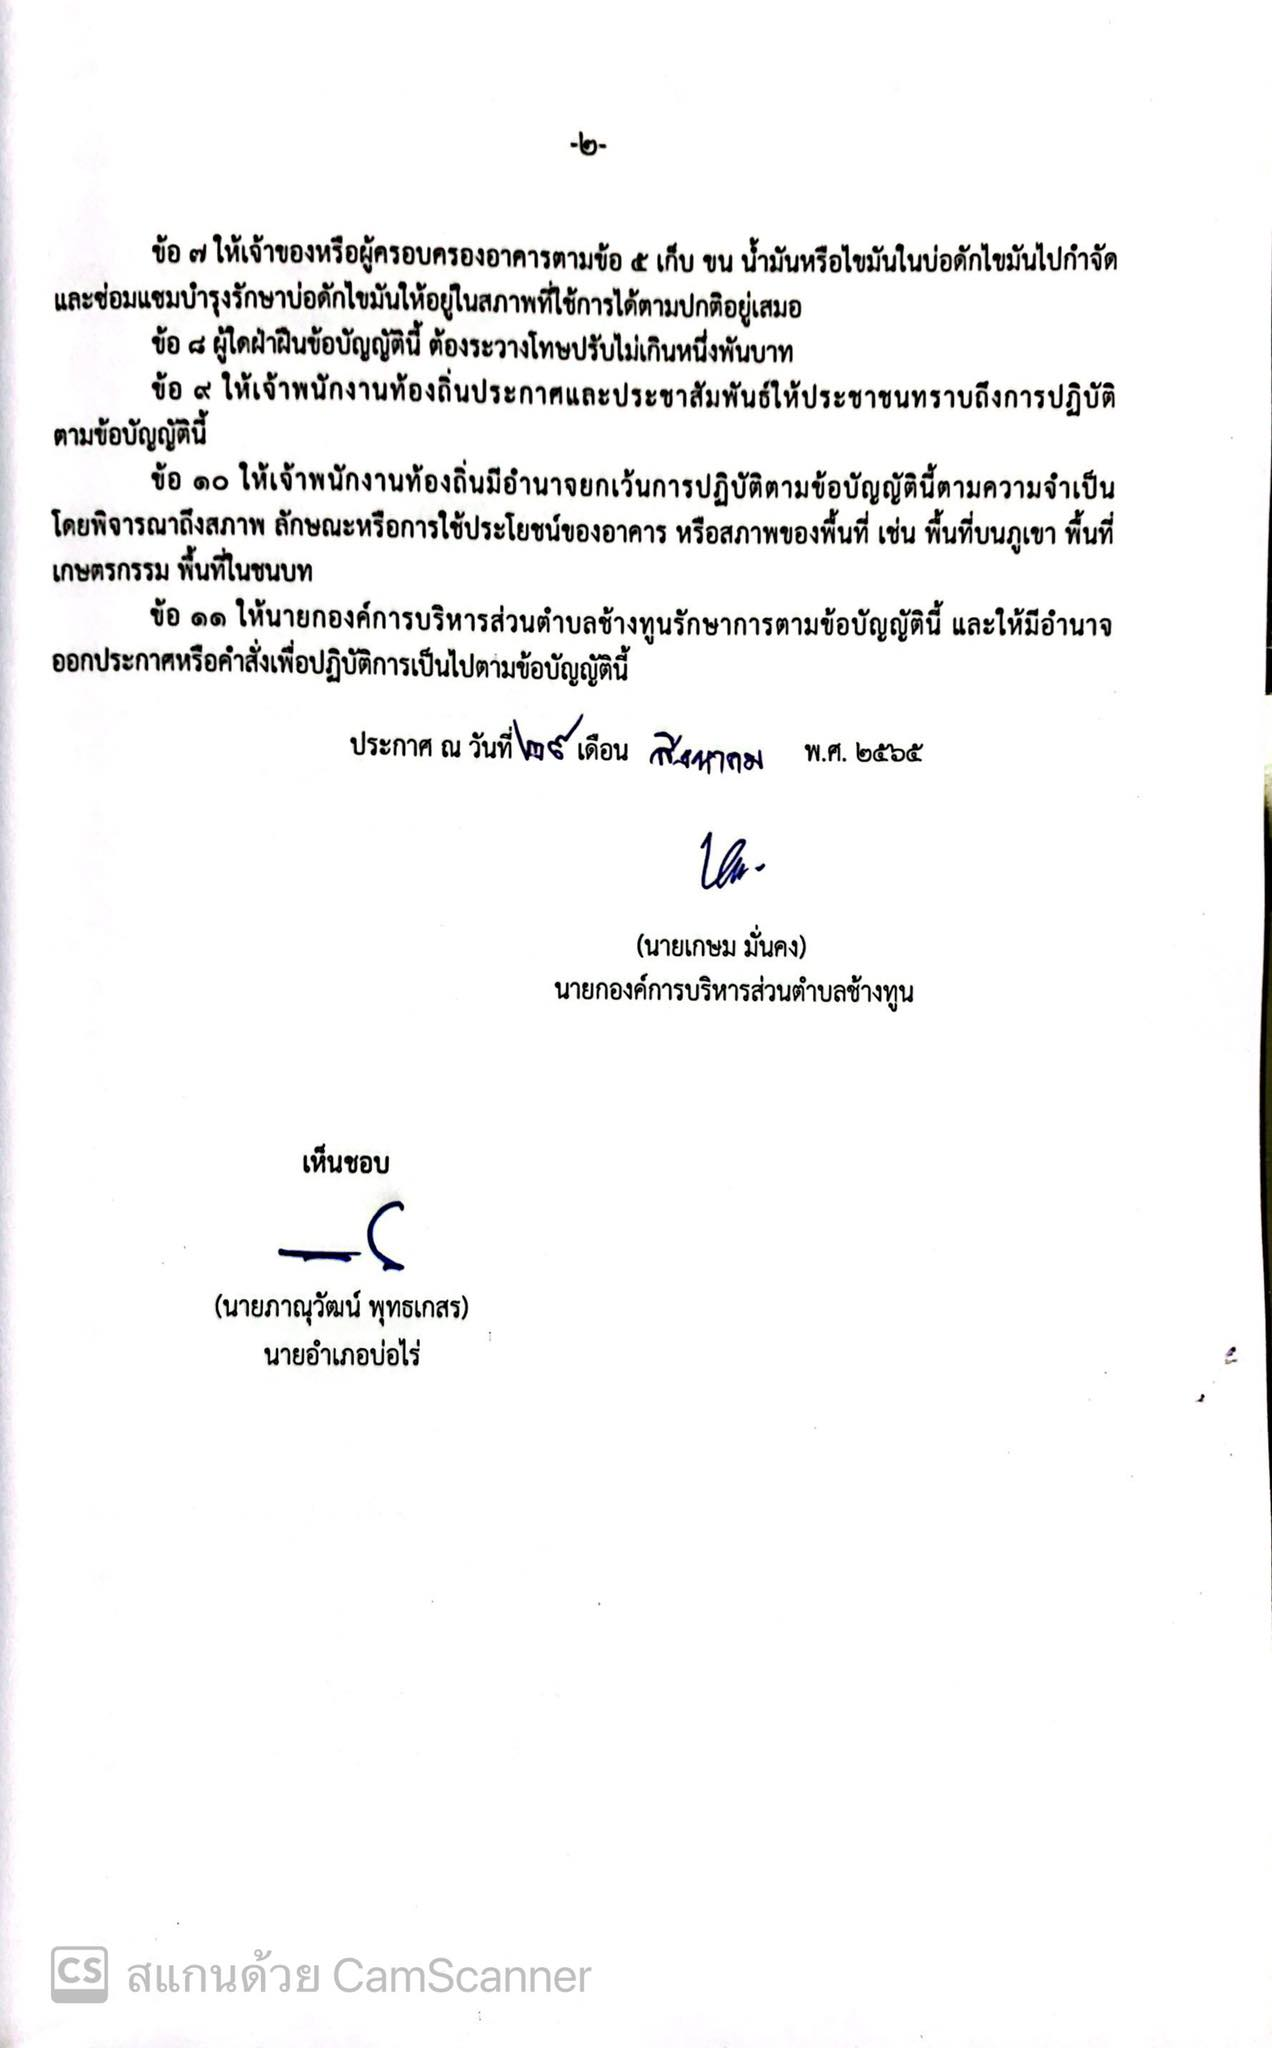 -๒-
ข้อ ๗ ให้เจ้าของหรือผู้ครอบครองอาคารตามข้อ ๕ เก็บ ขน น้ำมันหรือไขมันในบ่อดักไขมันไปกำจัด
และซ่อมแซมบำรุงรักษาบ่อดักไขมันให้อยู่ในสภาพที่ใช้การได้ตามปกติอยู่เสมอ
ข้อ ๘ ผู้ใดฝ่าฝืนข้อบัญญัตินี้ ต้องระวางโทษปรับไม่เกินหนึ่งพันบาท
ข้อ ๙ ให้เจ้าพนักงานท้องถิ่นประกาศและประชาสัมพันธ์ให้ประชาชนทราบถึงการปฏิบัติ
ตามข้อบัญญัตินี้
ข้อ ๑๐ ให้เจ้าพนักงานท้องถิ่นมีอำนาจยกเว้นการปฏิบัติตามข้อบัญญัตินี้ตามความจำเป็น
โดยพิจารณาถึงสภาพ ลักษณะหรือการใช้ประโยชน์ของอาคาร หรือสภาพของพื้นที่ เช่น พื้นที่บนภูเขา พื้นที่
เกษตรกรรม พื้นที่ในชนบท
ข้อ ๑๑ ให้นายกองค์การบริหารส่วนตำบลช้างทูนรักษาการตามข้อบัญญัตินี้ และให้มีอำนาจ
ออกประกาศหรือคำสั่งเพื่อปฏิบัติการเป็นไปตามข้อบัญญัตินี้
ประกาศ ณ วันที่ เดือน สิงหาคม พ.ศ. ๒๕๖๕
(นายเกษม มั่นคง)
นายกองค์การบริหารส่วนตำบลช้างทูน
เห็นชอบ
(นายภาณุวัฒน์ พุทธเกสร)
นายอำเภอบ่อไร่
CS สแกนด้วย CamScanner